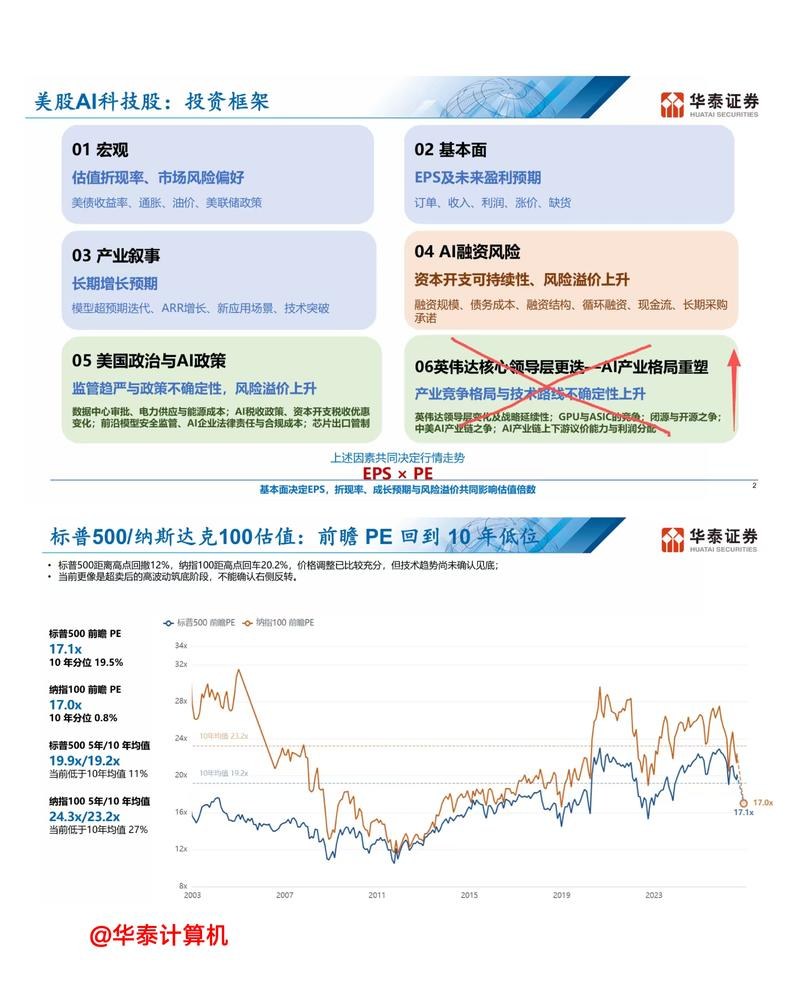 美股AI科技股：投资框架
华泰证券
HUATAI SECURITIES
01 宏观
估值折现率、市场风险偏好
美债收益率、通胀、油价、美联储政策
02 基本面
EPS及未来盈利预期
订单、收入、利润、涨价、缺货
03 产业叙事
长期增长预期
模型超预期迭代、ARR增长、新应用场景、技术突破
04 AI融资风险
资本开支可持续性、风险溢价上升
融资规模、债务成本、融资结构、循环融资、现金流、长期采购
承诺
05 美国政治与AI政策
监管趋严与政策不确定性，风险溢价上升
数据中心审批、电力供应与能源成本；AI税收政策、资本开支税收优惠
变化；前沿模型安全监管、AI企业法律责任与合规成本；芯片出口管制
06英伟达核心领导层更迭—AI产业格局重塑
产业竞争格局与技术路线不确定性上升
英伟达领导层变化及战略延续性；GPU与ASIC的竞争；闭源与开源之争；
中美AI产业链之争；AI产业链上下游议价能力与利润分配
上述因素共同决定行情走势
EPS × PE
基本面决定EPS，折现率、成长预期与风险溢价共同影响估值倍数
2
标普500/纳斯达克100估值：前瞻 PE 回到 10 年低位
华泰证券
HUATAI SECURITIES
• 标普500距离高点回撤12%，纳指100距高点回车20.2%，价格调整已比较充分，但技术趋势尚未确认见底；
• 当前更像是超卖后的高波动筑底阶段，不能确认右侧反转。
标普500 前瞻PE 纳指100 前瞻PE
标普500 前瞻 PE
17.1x
10 年分位 19.5%
纳指100 前瞻 PE
17.0x
10 年分位 0.8%
标普500 5年/10 年均值
19.9x/19.2x
当前低于10年均值 11%
纳指100 5年/10 年均值
24.3x/23.2x
当前低于10年均值 27%
34x
32x
28x
24x
20x
16x
12x
8x
10年均值 23.2x
10年均值 19.2x
17.0x
17.1x
2003 2007 2011 2015 2019 2023
@华泰计算机